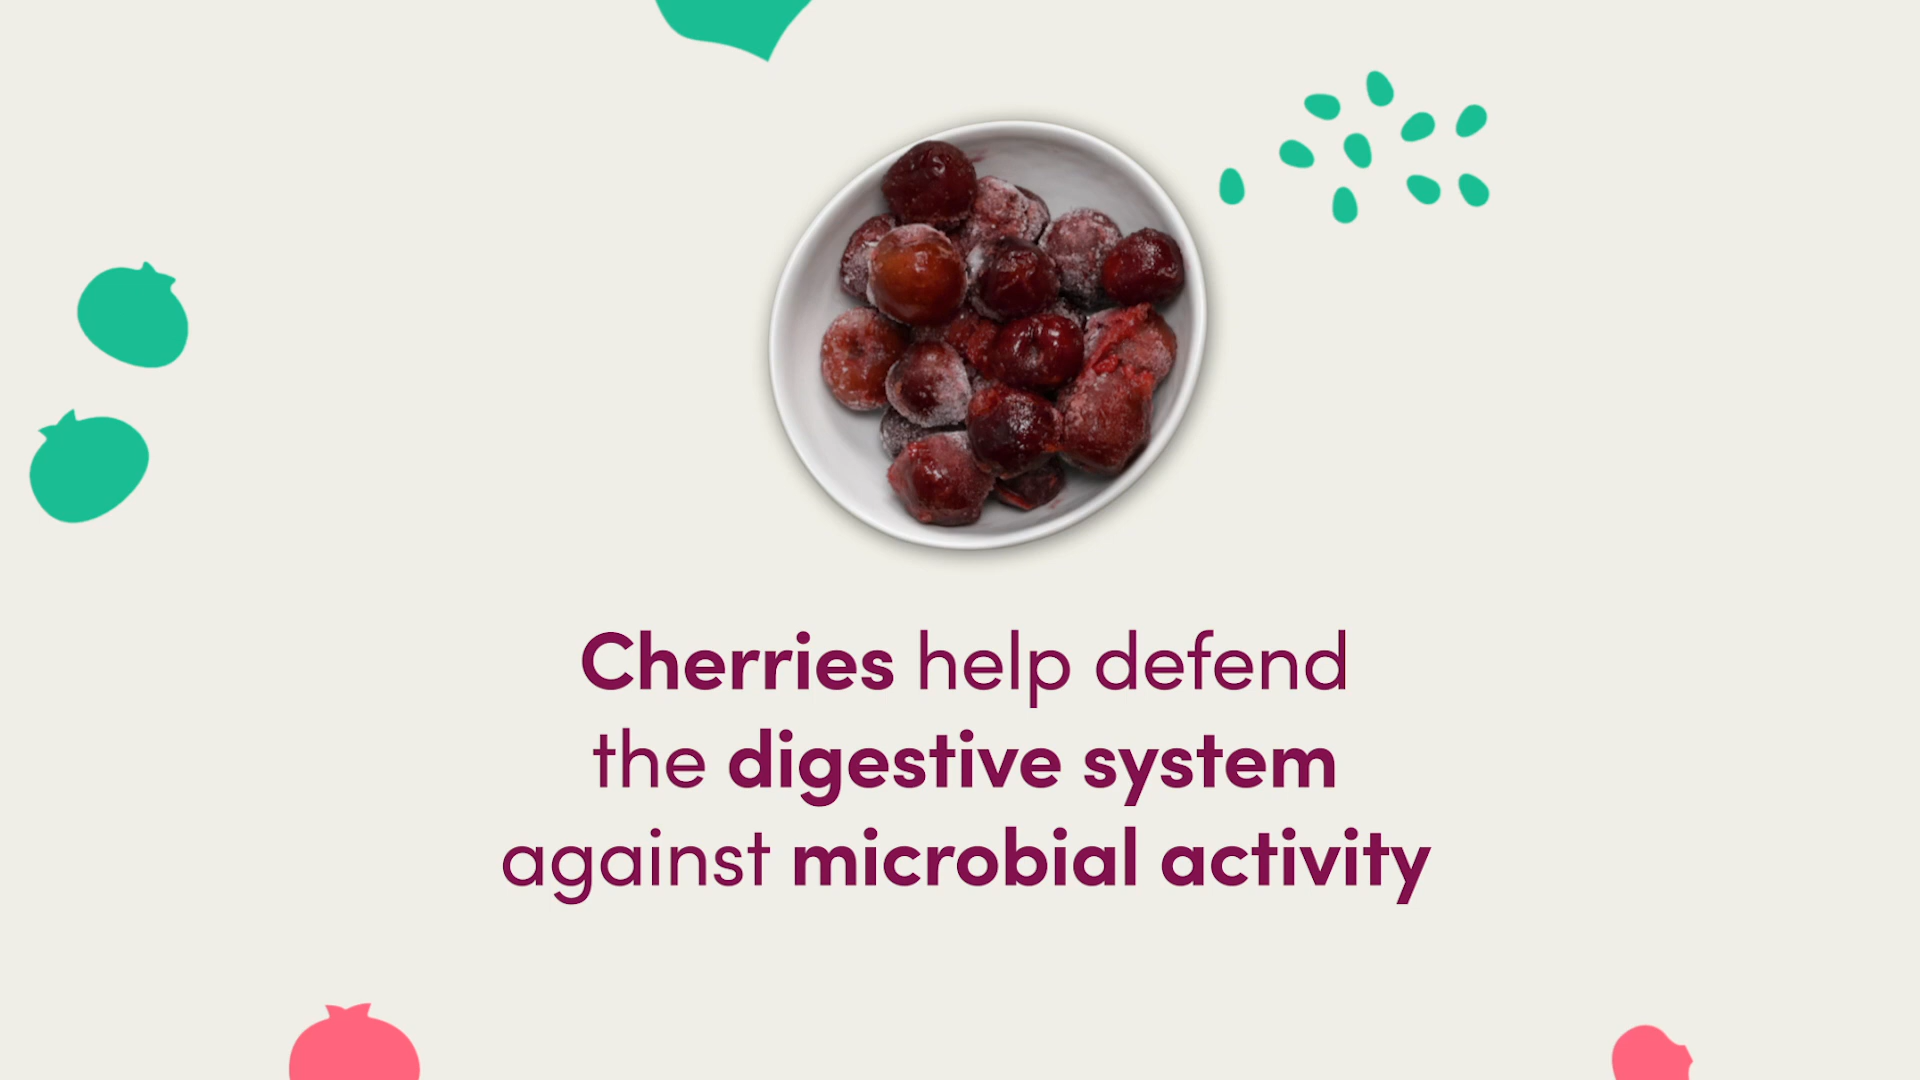 Cherries help defend
the digestive system
against microbial activity